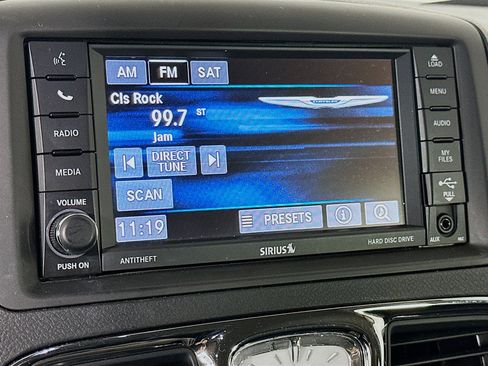 AM FM SAT
Cls Rock
99.7 ST
Jam
DIRECT
TUNE
SCAN
11:19
PRESETS
CHRYSLER
RADIO
MEDIA
VOLUME
PUSH ON
ANTITHEFT
SIRIUS
HARD DISC DRIVE
LOAD
MENU
AUDIO
MY
FILES
PULL
AUX